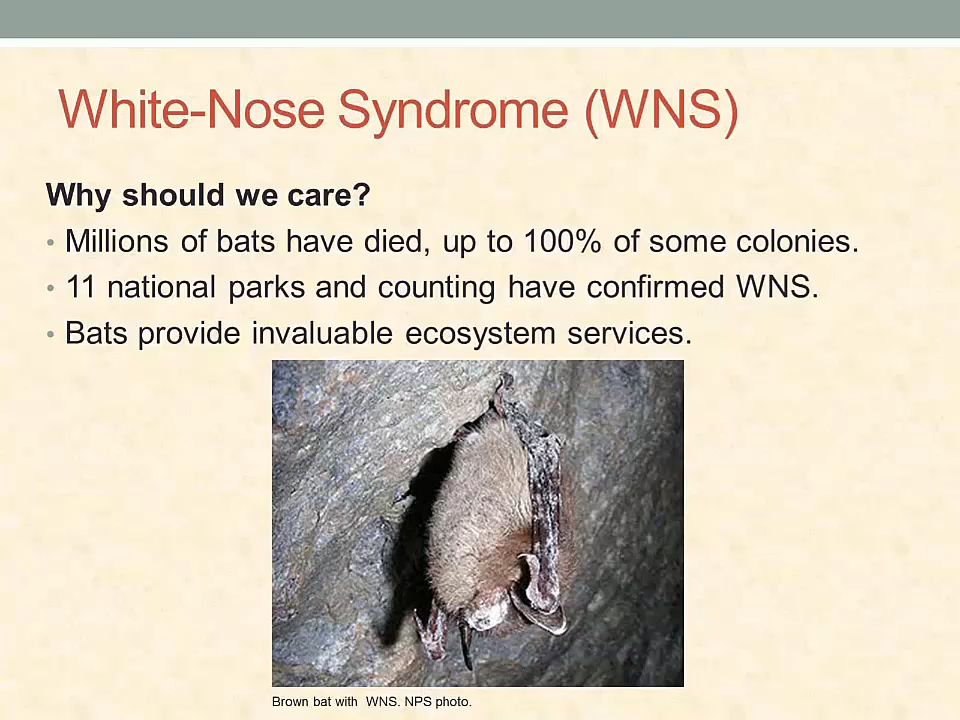 White-Nose Syndrome (WNS)
Why should we care?
• Millions of bats have died, up to 100% of some colonies.
• 11 national parks and counting have confirmed WNS.
• Bats provide invaluable ecosystem services.
Brown bat with  WNS. NPS photo.